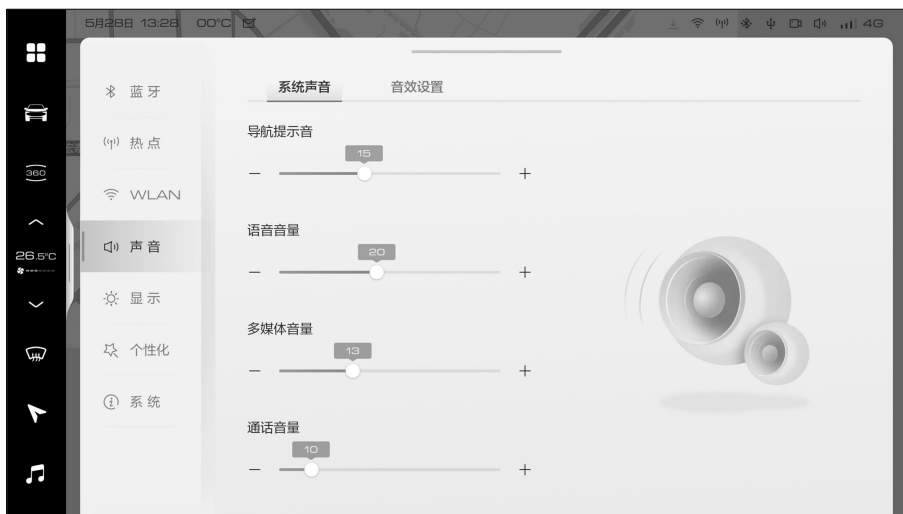 5月28日 13:28 00°C 4G
360
26.5°C
蓝牙
热点
WLAN
声音
显示
个性化
系统
系统声音 音效设置
导航提示音
15
− +
语音音量
20
− +
多媒体音量
13
− +
通话音量
10
− +